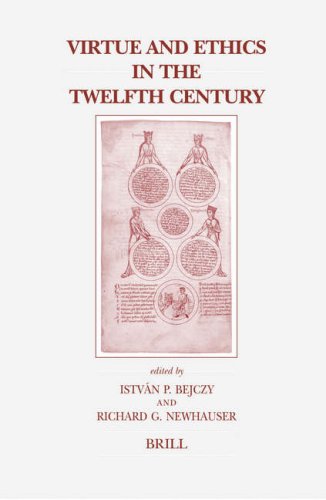 VIRTUE AND ETHICS
IN THE
TWELFTH CENTURY
edited by
ISTVÁN P. BEJCZY
AND
RICHARD G. NEWHAUSER
BRILL